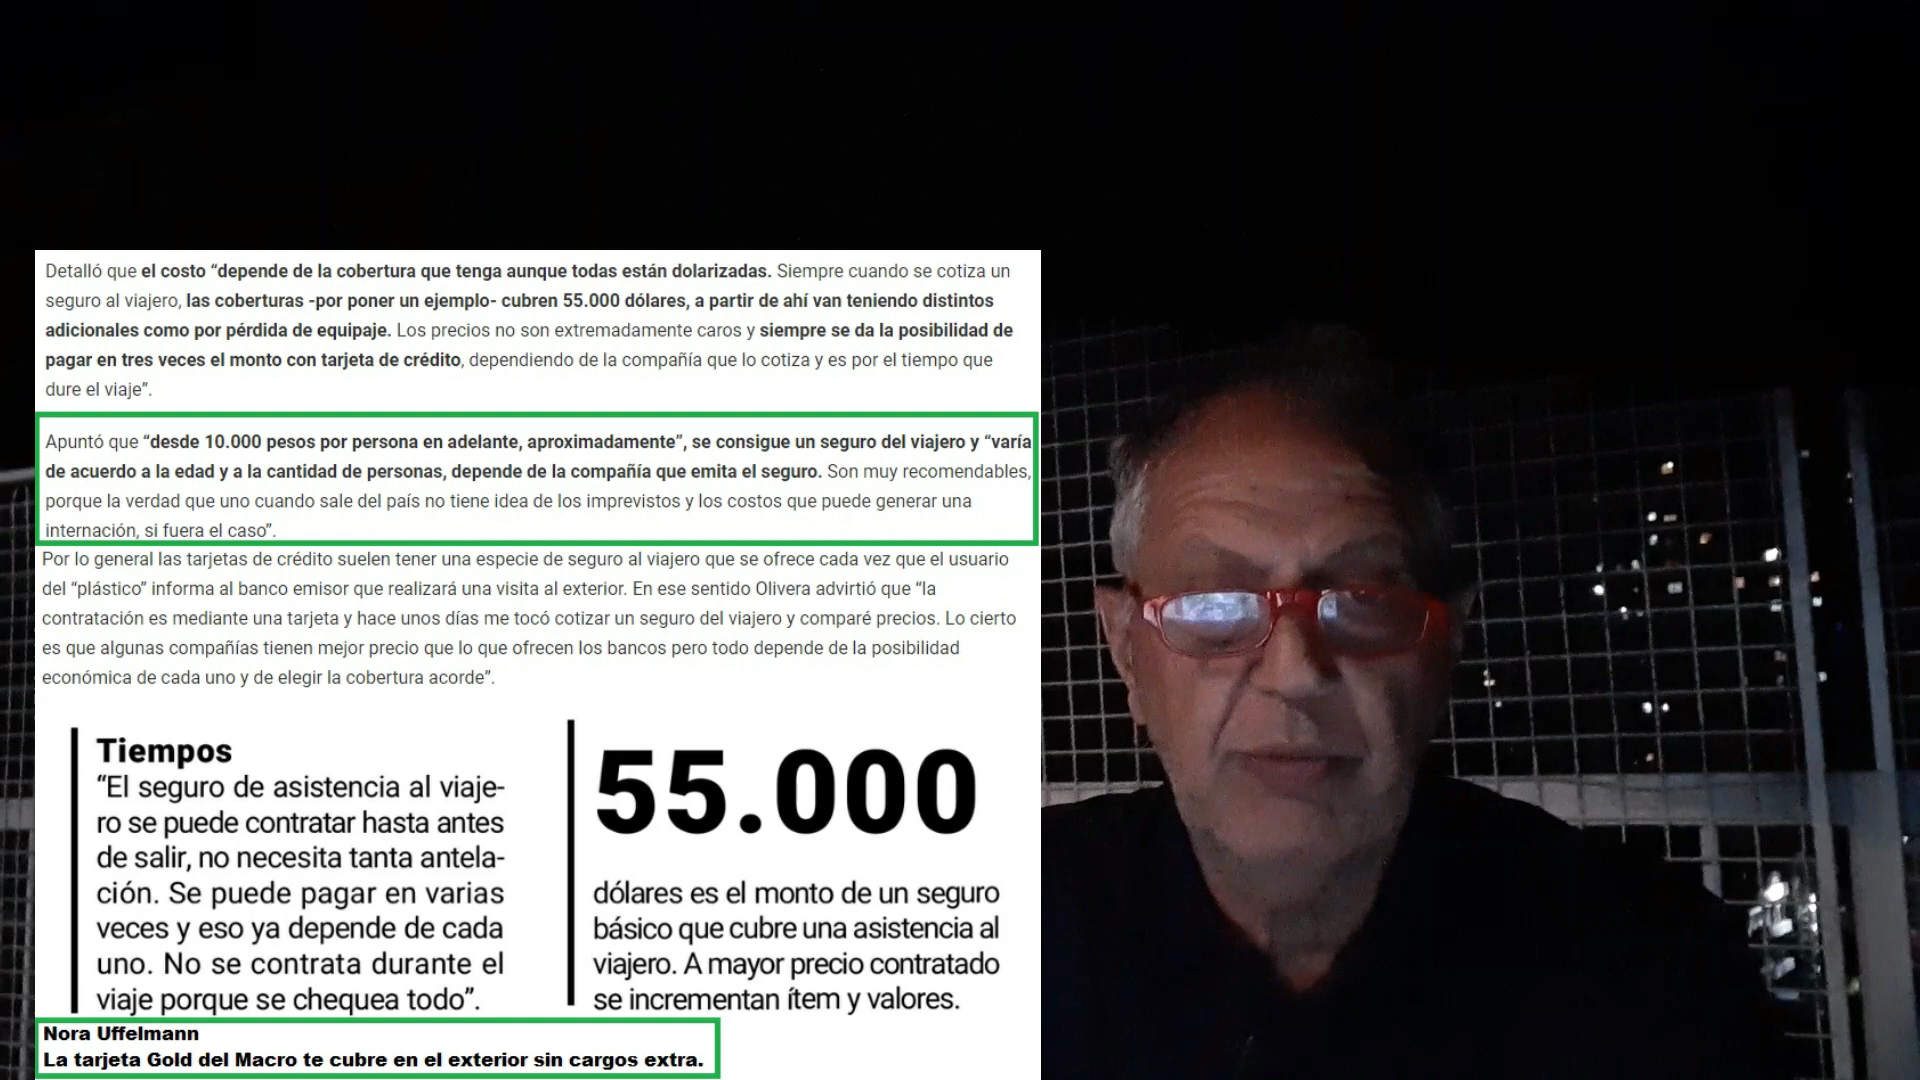 Detalló que el costo “depende de la cobertura que tenga aunque todas están dolarizadas. Siempre cuando se cotiza un
seguro al viajero, las coberturas -por poner un ejemplo- cubren 55.000 dólares, a partir de ahí van teniendo distintos
adicionales como por pérdida de equipaje. Los precios no son extremadamente caros y siempre se da la posibilidad de
pagar en tres veces el monto con tarjeta de crédito, dependiendo de la compañía que lo cotiza y es por el tiempo que
dure el viaje”.
Apuntó que “desde 10.000 pesos por persona en adelante, aproximadamente”, se consigue un seguro del viajero y “varía
de acuerdo a la edad y a la cantidad de personas, depende de la compañía que emita el seguro. Son muy recomendables,
porque la verdad que uno cuando sale del país no tiene idea de los imprevistos y los costos que puede generar una
internación, si fuera el caso”.
Por lo general las tarjetas de crédito suelen tener una especie de seguro al viajero que se ofrece cada vez que el usuario
del “plástico” informa al banco emisor que realizará una visita al exterior. En ese sentido Olivera advirtió que “la
contratación es mediante una tarjeta y hace unos días me tocó cotizar un seguro del viajero y comparé precios. Lo cierto
es que algunas compañías tienen mejor precio que lo que ofrecen los bancos pero todo depende de la posibilidad
económica de cada uno y de elegir la cobertura acorde”.
Tiempos
“El seguro de asistencia al viaje-
ro se puede contratar hasta antes
de salir, no necesita tanta antela-
ción. Se puede pagar en varias
veces y eso ya depende de cada
uno. No se contrata durante el
viaje porque se chequea todo”.
55.000
dólares es el monto de un seguro
básico que cubre una asistencia al
viajero. A mayor precio contratado
se incrementan ítem y valores.
Nora Uffelmann
La tarjeta Gold del Macro te cubre en el exterior sin cargos extra.